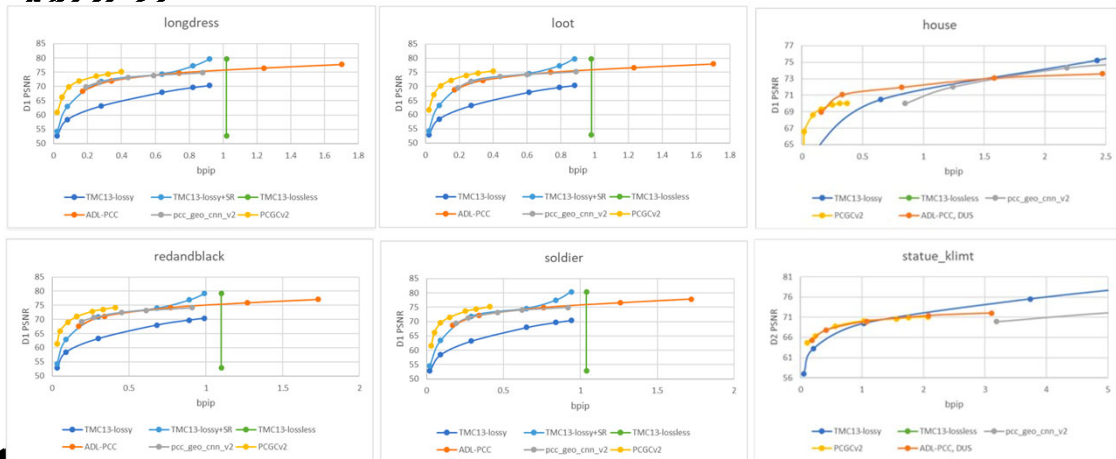 longdress
85
80
75
70
65
60
55
50
D1 PSNR
0 0.2 0.4 0.6 0.8 1 1.2 1.4 1.6 1.8
bpip
TMC13-lossy TMC13-lossy+SR TMC13-lossless
ADL-PCC pcc_geo_cnn_v2 PCGCv2
loot
85
80
75
70
65
60
55
50
D1 PSNR
0 0.2 0.4 0.6 0.8 1 1.2 1.4 1.6 1.8
bpip
TMC13-lossy TMC13-lossy+SR TMC13-lossless
ADL-PCC pcc_geo_cnn_v2 PCGCv2
house
77
75
73
71
69
67
65
D1 PSNR
0 0.5 1 1.5 2 2.5
bpip
TMC13-lossy TMC13-lossless pcc_geo_cnn_v2
PCGCv2 ADL-PCC, DUS
redandblack
85
80
75
70
65
60
55
50
D1 PSNR
0 0.5 1 1.5 2
bpip
TMC13-lossy TMC13-lossy+SR TMC13-lossless
ADL-PCC pcc_geo_cnn_v2 PCGCv2
soldier
85
80
75
70
65
60
55
50
D1 PSNR
0 0.5 1 1.5 2
bpip
TMC13-lossy TMC13-lossy+SR TMC13-lossless
ADL-PCC pcc_geo_cnn_v2 PCGCv2
statue_klimt
81
76
71
66
61
56
D2 PSNR
0 1 2 3 4 5
bpip
TMC13-lossy TMC13-lossless pcc_geo_cnn_v2
PCGCv2 ADL-PCC, DUS